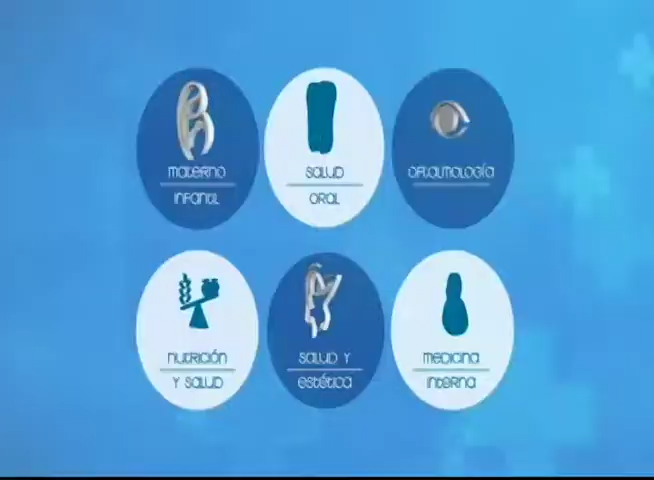 materno
infantil
SALUD
ORAL
OFTALMOLOGÍA
nutrición
Y SALUD
SALUD Y
estética
medicina
interna